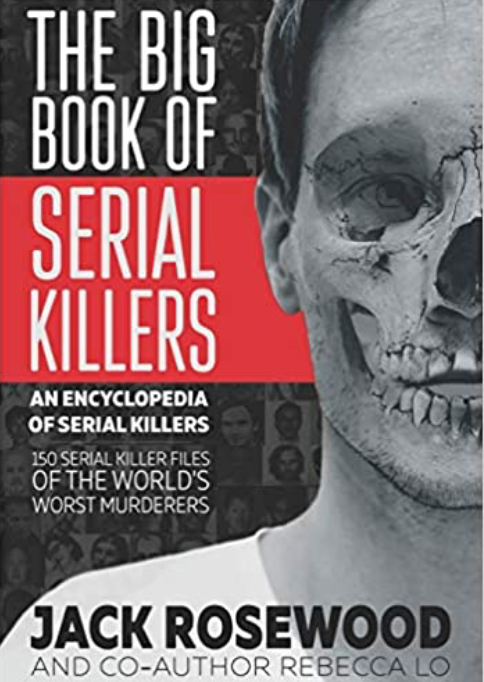 THE BIG
BOOK OF
SERIAL
KILLERS
AN ENCYCLOPEDIA
OF SERIAL KILLERS
150 SERIAL KILLER FILES
OF THE WORLD'S
WORST MURDERERS
JACK ROSEWOOD
AND CO-AUTHOR REBECCA LO